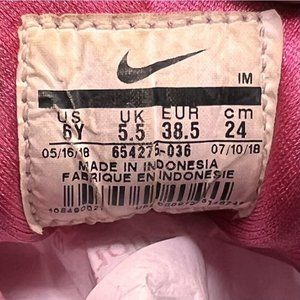 IM
US UK EUR cm
6Y 5.5 38.5 24
05/16/18 654275-036 07/10/18
MADE IN INDONESIA
FABRIQUE EN INDONESIE